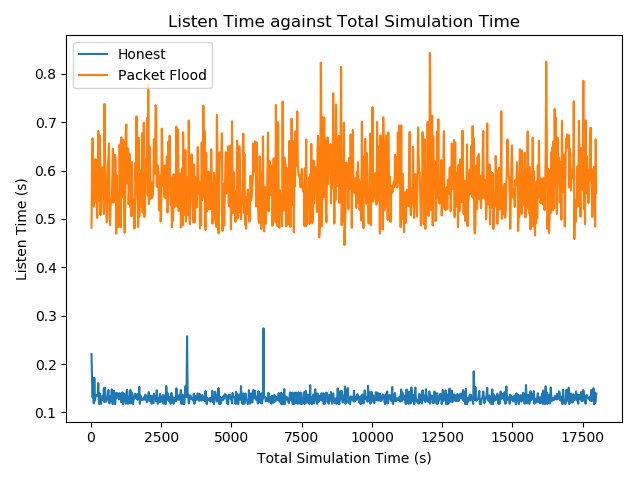 Listen Time against Total Simulation Time
Honest
Packet Flood
Listen Time (s)
0.8
0.7
0.6
0.5
0.4
0.3
0.2
0.1
0 2500 5000 7500 10000 12500 15000 17500
Total Simulation Time (s)